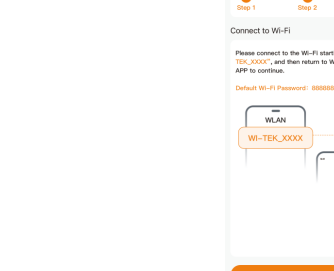 Step 1 Step 2
Connect to Wi-Fi
Please connect to the Wi-Fi
TEK_XXXX", and then return to
APP to continue.
Default Wi-Fi Password: 888888
WLAN
WI-TEK_XXXX